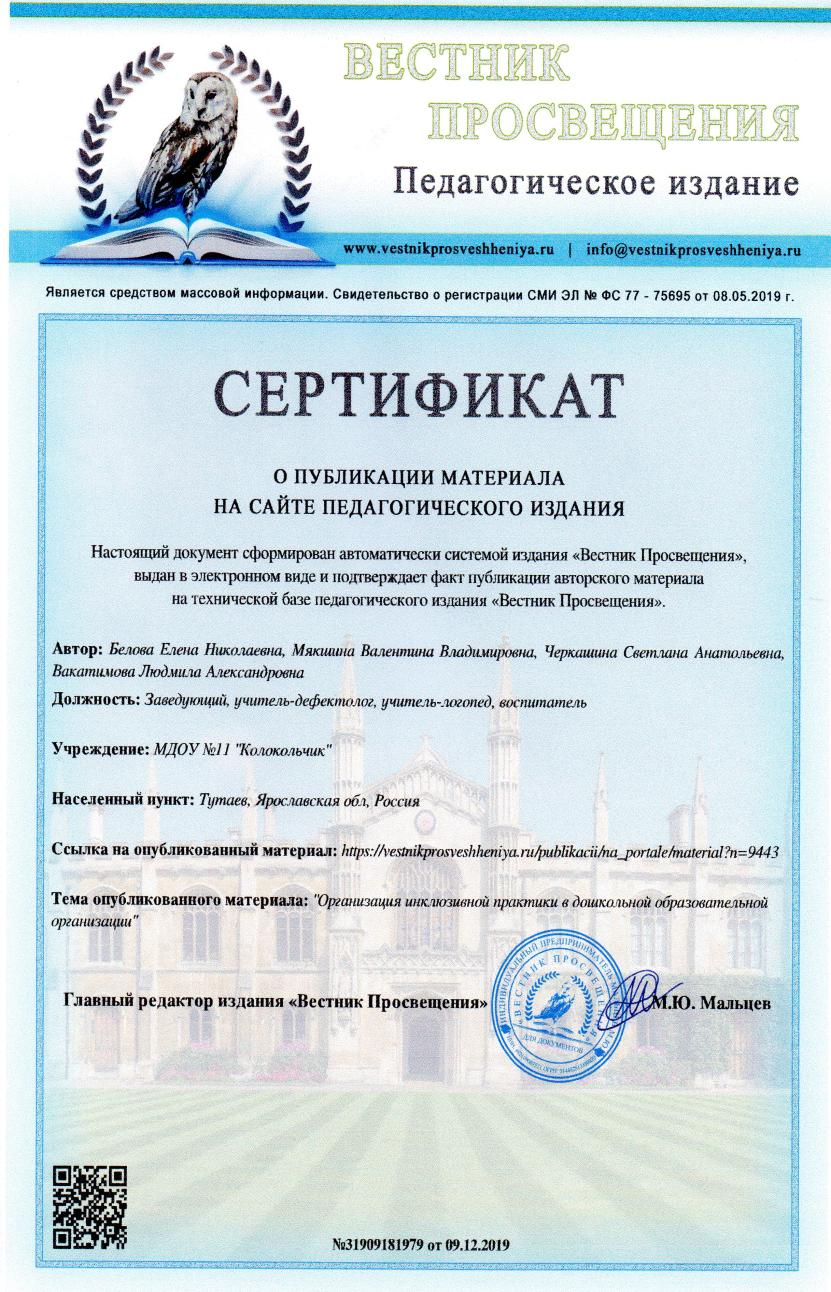 ВЕСТНИК
ПРОСВЕЩЕНИЯ
Педагогическое издание
www.vestnikprosveshheniya.ru | info@vestnikprosveshheniya.ru
Является средством массовой информации. Свидетельство о регистрации СМИ ЭЛ № ФС 77 - 75695 от 08.05.2019 г.
СЕРТИФИКАТ
О ПУБЛИКАЦИИ МАТЕРИАЛА
НА САЙТЕ ПЕДАГОГИЧЕСКОГО ИЗДАНИЯ
Настоящий документ сформирован автоматически системой издания «Вестник Просвещения»,
выдан в электронном виде и подтверждает факт публикации авторского материала
на технической базе педагогического издания «Вестник Просвещения».
Автор: Белова Елена Николаевна, Мякшина Валентина Владимировна, Черкашина Светлана Анатольевна,
Вакатимова Людмила Александровна
Должность: Заведующий, учитель-дефектолог, учитель-логопед, воспитатель
Учреждение: МДОУ №11 "Колокольчик"
Населенный пункт: Тутаев, Ярославская обл, Россия
Ссылка на опубликованный материал: https://vestnikprosveshheniya.ru/publikacii/na_portale/material?n=9443
Тема опубликованного материала: "Организация инклюзивной практики в дошкольной образовательной
организации"
Главный редактор издания «Вестник Просвещения»
М.Ю. Мальцев
ИНДИВИДУАЛЬНЫЙ ПРЕДПРИНИМАТЕЛЬ
«ВЕСТНИК ПРОСВЕЩЕНИЯ»
ДЛЯ ДОКУМЕНТОВ
№31909181979 от 09.12.2019